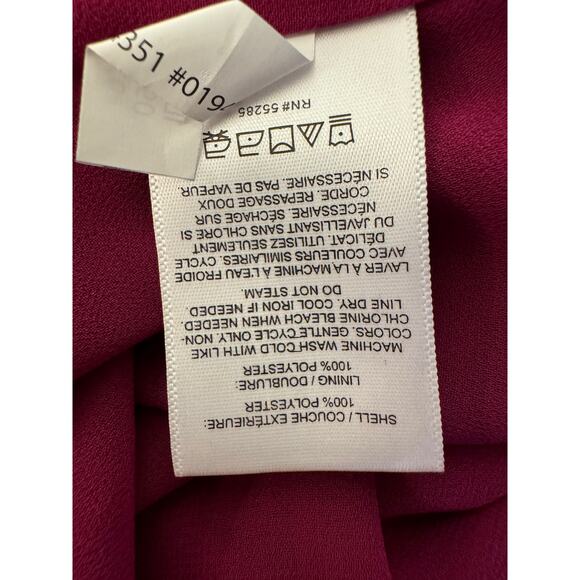 SHELL / COUCHE EXTÉRIEURE:
100% POLYESTER
LINING / DOUBLURE:
100% POLYESTER
MACHINE WASH COLD WITH LIKE
COLORS. GENTLE CYCLE ONLY. NON-
CHLORINE BLEACH WHEN NEEDED.
LINE DRY. COOL IRON IF NEEDED.
DO NOT STEAM.
LAVER À LA MACHINE À L'EAU FROIDE
AVEC COULEURS SIMILAIRES. CYCLE
DÉLICAT. UTILISEZ SEULEMENT
DU JAVELLISANT SANS CHLORE SI
NÉCESSAIRE. SÉCHAGE SUR
CORDE. REPASSAGE DOUX
SI NÉCESSAIRE. PAS DE VAPEUR.
RN# 55285
351 #019